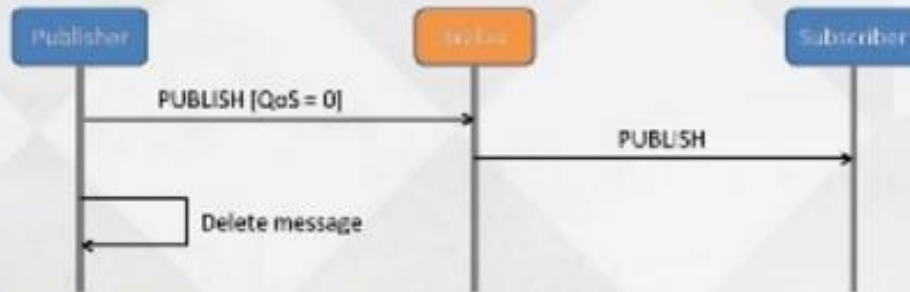 Publisher
Subscriber
PUBLISH [QoS = 0]
PUBLISH
Delete message